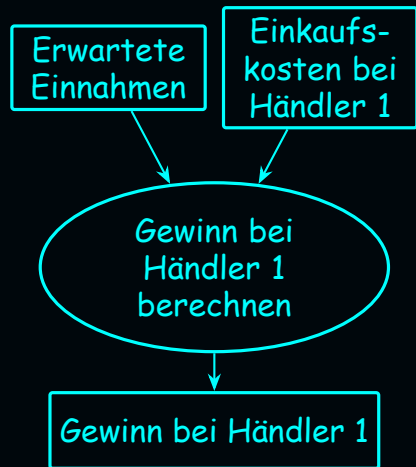 Erwartete
Einnahmen
Einkaufs-
kosten bei
Händler 1
Gewinn bei
Händler 1
berechnen
Gewinn bei Händler 1